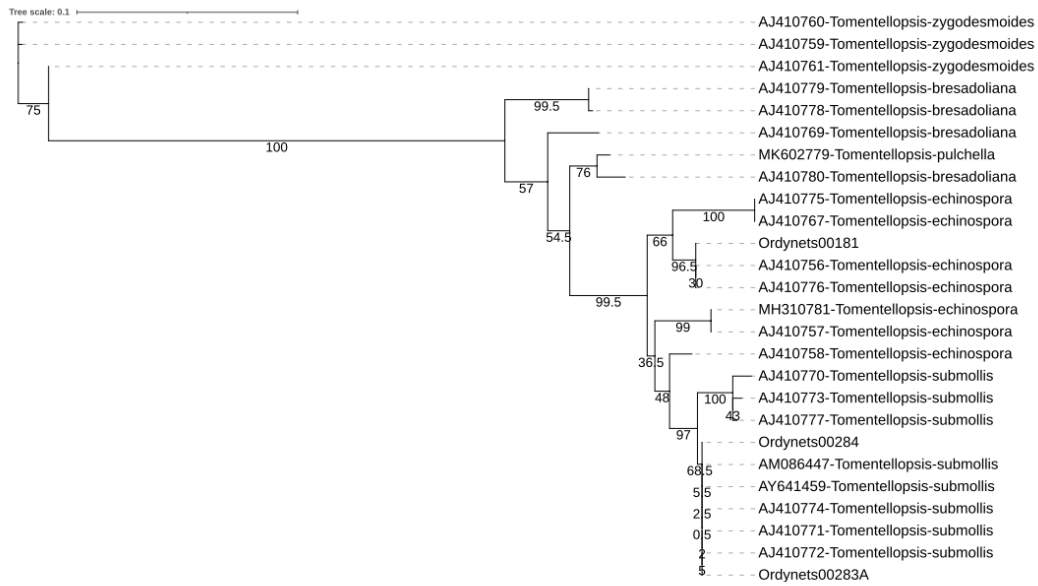 Tree scale: 0.1
AJ410760-Tomentellopsis-zygodesmoides
AJ410759-Tomentellopsis-zygodesmoides
AJ410761-Tomentellopsis-zygodesmoides
AJ410779-Tomentellopsis-bresadoliana
75
99.5
AJ410778-Tomentellopsis-bresadoliana
AJ410769-Tomentellopsis-bresadoliana
100
MK602779-Tomentellopsis-pulchella
76
AJ410780-Tomentellopsis-bresadoliana
57
AJ410775-Tomentellopsis-echinospora
100
AJ410767-Tomentellopsis-echinospora
54.5
66
Ordynets00181
96.5
AJ410756-Tomentellopsis-echinospora
30
AJ410776-Tomentellopsis-echinospora
99.5
MH310781-Tomentellopsis-echinospora
99
AJ410757-Tomentellopsis-echinospora
36.5
AJ410758-Tomentellopsis-echinospora
AJ410770-Tomentellopsis-submollis
48
100
AJ410773-Tomentellopsis-submollis
43
AJ410777-Tomentellopsis-submollis
97
Ordynets00284
68.5
AM086447-Tomentellopsis-submollis
5.5
AY641459-Tomentellopsis-submollis
2.5
AJ410774-Tomentellopsis-submollis
0.5
AJ410771-Tomentellopsis-submollis
2
AJ410772-Tomentellopsis-submollis
5
Ordynets00283A